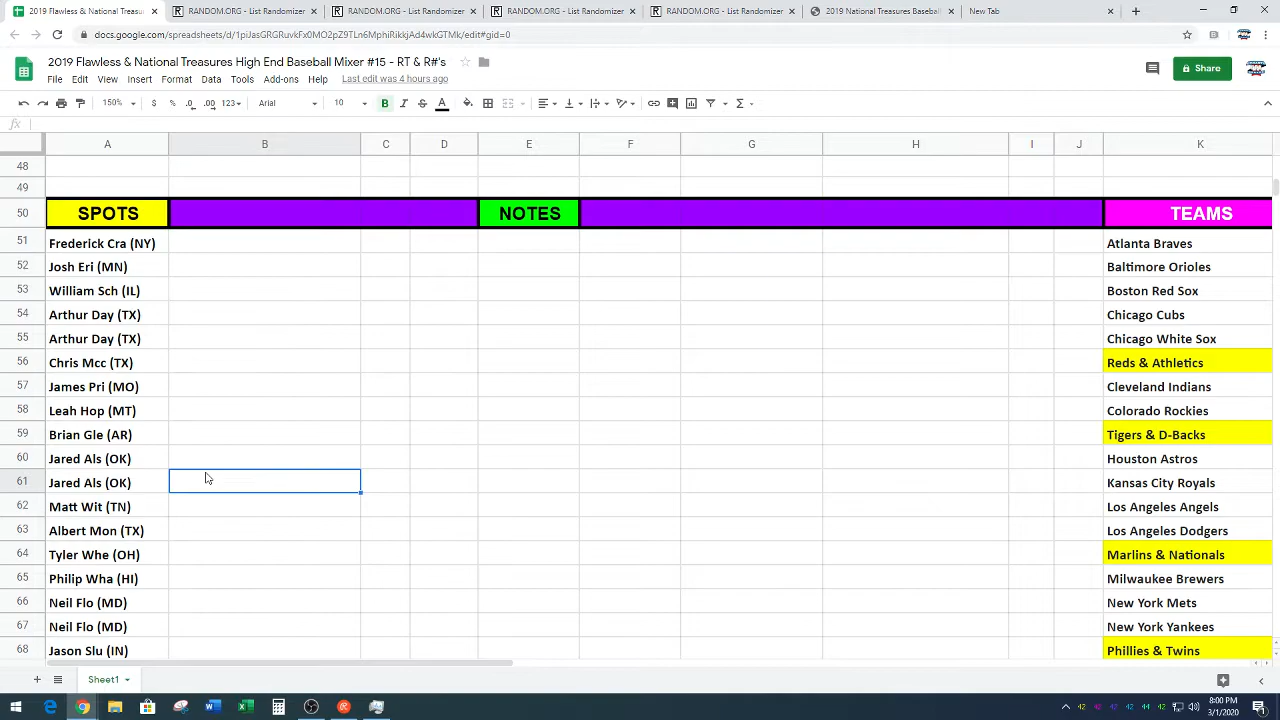 2019 Flawless & National Treasures
RANDOM.ORG - List Randomizer
RANDOM.ORG - List Randomizer
RANDOM.ORG - List Randomizer
RANDOM.ORG - List Randomizer
2019 National Treasures Baseball
New Tab
docs.google.com/spreadsheets/d/1piJasGRGRuvkFx0MO2pZ9TLn6MphiRikkjAd4wkGTMk/edit#gid=0
2019 Flawless & National Treasures High End Baseball Mixer #15 - RT & R#'s
File Edit View Insert Format Data Tools Add-ons Help Last edit was 4 hours ago
Share
150% $ % .0 .00 123 Arial 10 B I S A
fx
A B C D E F G H I J K
48
49
50 SPOTS NOTES TEAMS
51 Frederick Cra (NY) Atlanta Braves
52 Josh Eri (MN) Baltimore Orioles
53 William Sch (IL) Boston Red Sox
54 Arthur Day (TX) Chicago Cubs
55 Arthur Day (TX) Chicago White Sox
56 Chris Mcc (TX) Reds & Athletics
57 James Pri (MO) Cleveland Indians
58 Leah Hop (MT) Colorado Rockies
59 Brian Gle (AR) Tigers & D-Backs
60 Jared Als (OK) Houston Astros
61 Jared Als (OK) Kansas City Royals
62 Matt Wit (TN) Los Angeles Angels
63 Albert Mon (TX) Los Angeles Dodgers
64 Tyler Whe (OH) Marlins & Nationals
65 Philip Wha (HI) Milwaukee Brewers
66 Neil Flo (MD) New York Mets
67 Neil Flo (MD) New York Yankees
68 Jason Slu (IN) Phillies & Twins
Sheet1
8:00 PM
3/1/2020